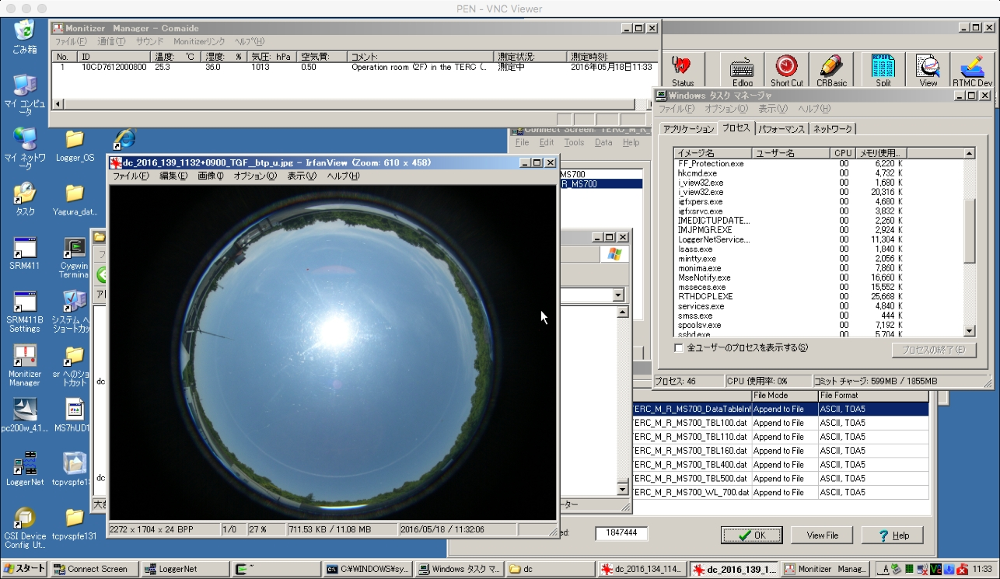 PEN - VNC Viewer
Monitizer Manager - Comaide
ファイル(F) 通信(T) サウンド Monitizerリンク ヘルプ(H)
No. ID 温度: ℃ 湿度: % 気圧: hPa 空気質: コメント: 測定状況: 測定時刻:
1 10CD7612000800 25.3 36.0 1013 0.50 Operation room (2F) in the TERC (... 測定中 2016年05月18日11:33
Status Edlog Short Cut CRBasic Split View RTMC Dev
REPORT
Windows タスク マネージャ
ファイル(F) オプション(O) 表示(V) ヘルプ(H)
アプリケーション プロセス パフォーマンス ネットワーク
イメージ名 ユーザー名 CPU メモリ使用...
FF_Protection.exe 00 6,220 K
hkcmd.exe 00 4,732 K
i_view32.exe 00 1,680 K
i_view32.exe 00 20,316 K
igfxpers.exe 00 4,680 K
igfxsrvc.exe 00 3,832 K
IMEDICTUPDATE.... 00 2,260 K
IMJPMGR.EXE 00 2,924 K
LoggerNetService.... 00 11,304 K
lsass.exe 00 1,840 K
mintty.exe 00 2,056 K
monima.exe 00 7,860 K
MseNotify.exe 00 16,660 K
msseces.exe 00 15,552 K
RTHDCPL.EXE 00 25,668 K
services.exe 00 4,840 K
smss.exe 00 444 K
spoolsv.exe 00 7,192 K
sshd.exe 00 5,704 K
全ユーザーのプロセスを表示する(S)
プロセスの終了(E)
プロセス: 46 CPU 使用率: 0% コミット チャージ: 599MB / 1855MB
Connect Screen: TERC_M_R_
File Edit Tools Data Help
MS700
R_MS700
dc_2016_139_1132+0900_TGF__btp_u.jpg - IrfanView (Zoom: 610 x 458)
ファイル(F) 編集(E) 画像(I) オプション(O) 表示(V) ヘルプ(H)
2272 x 1704 x 24 BPP 1/0 27 % 711.53 KB / 11.08 MB 2016/05/18 / 11:32:06
ごみ箱
マイ コンピュータ
マイ ネットワーク
Logger_OS
タスク
Yagura_dat...
SRM411
Cygwin Termina
SRM411B Settings
システム へ ショートカッ
Monitizer Manager
sr へのショートカット
pc200w_4.1....
MS7hUD1
LoggerNet
tcpvspfe13
CSI Device Config Ut...
tcpvspfe131
dc
dc
大き
ーター
File Mode File Format
TERC_M_R_MS700_DataTableInf Append to File ASCII, TOA5
TERC_M_R_MS700_TBL100.dat Append to File ASCII, TOA5
TERC_M_R_MS700_TBL110.dat Append to File ASCII, TOA5
TERC_M_R_MS700_TBL160.dat Append to File ASCII, TOA5
TERC_M_R_MS700_TBL400.dat Append to File ASCII, TOA5
TERC_M_R_MS700_TBL500.dat Append to File ASCII, TOA5
TERC_M_R_MS700_WL_700.dat Append to File ASCII, TOA5
ed: 1847444
OK View File Help
スタート Connect Screen LoggerNet C:¥WINDOWS¥sy... Windows タスク マ... dc dc_2016_134_114... dc_2016_139_1... Monitizer Manag... A 11:33